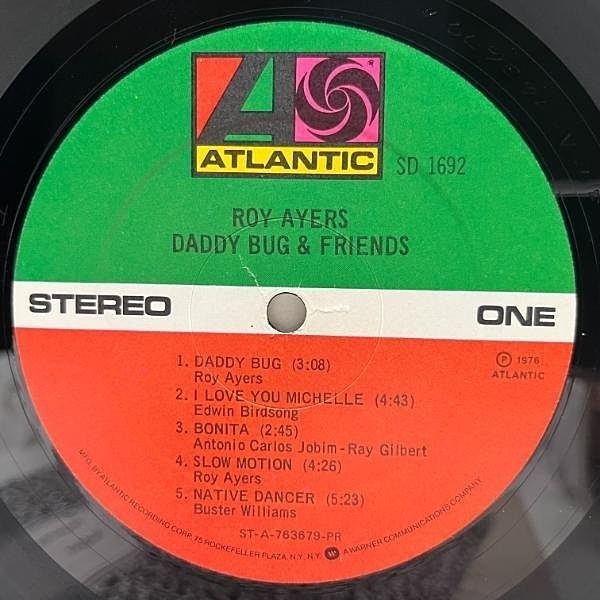 ATLANTIC
SD 1692
ROY AYERS
DADDY BUG & FRIENDS
STEREO
ONE
1. DADDY BUG (3:08)
Roy Ayers
2. I LOVE YOU MICHELLE (4:43)
Edwin Birdsong
3. BONITA (2:45)
Antonio Carlos Jobim-Ray Gilbert
4. SLOW MOTION (4:26)
Roy Ayers
5. NATIVE DANCER (5:23)
Buster Williams
Ⓟ 1976
ATLANTIC
ST-A-763679-PR
MFG. BY ATLANTIC RECORDING CORP., 75 ROCKEFELLER PLAZA, N.Y. N.Y. A WARNER COMMUNICATIONS COMPANY